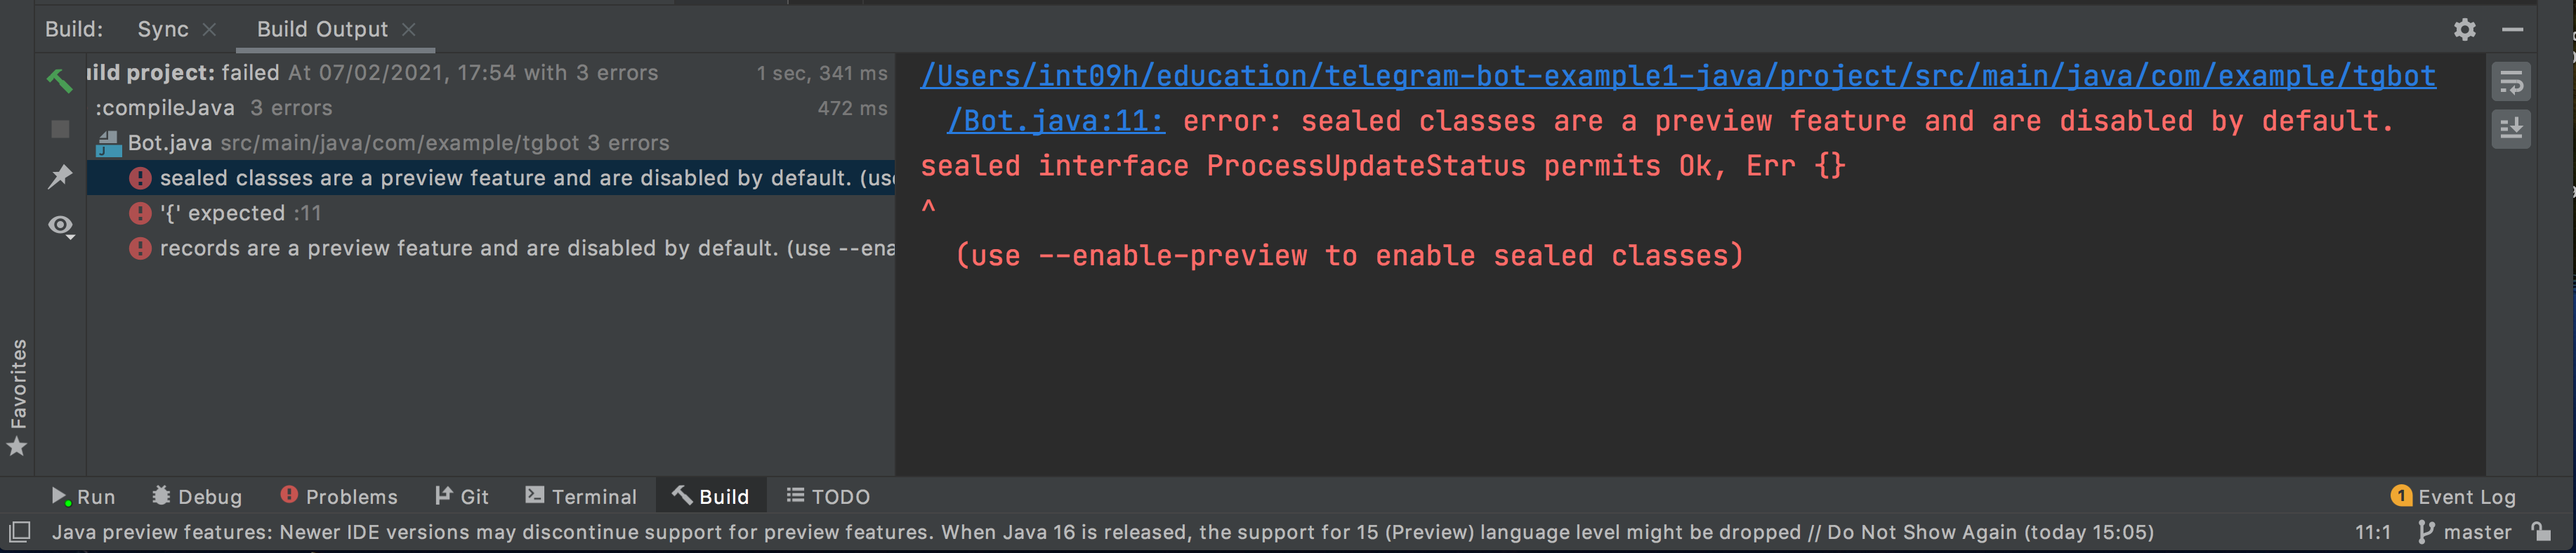 Build: Sync Build Output
uild project: failed At 07/02/2021, 17:54 with 3 errors 1 sec, 341 ms
:compileJava 3 errors 472 ms
Bot.java src/main/java/com/example/tgbot 3 errors
sealed classes are a preview feature and are disabled by default. (use
'{' expected :11
records are a preview feature and are disabled by default. (use --ena
/Users/int09h/education/telegram-bot-example1-java/project/src/main/java/com/example/tgbot
/Bot.java:11: error: sealed classes are a preview feature and are disabled by default.
sealed interface ProcessUpdateStatus permits Ok, Err {}
^
(use --enable-preview to enable sealed classes)
Favorites
Run Debug Problems Git Terminal Build TODO 1 Event Log
Java preview features: Newer IDE versions may discontinue support for preview features. When Java 16 is released, the support for 15 (Preview) language level might be dropped // Do Not Show Again (today 15:05) 11:1 master